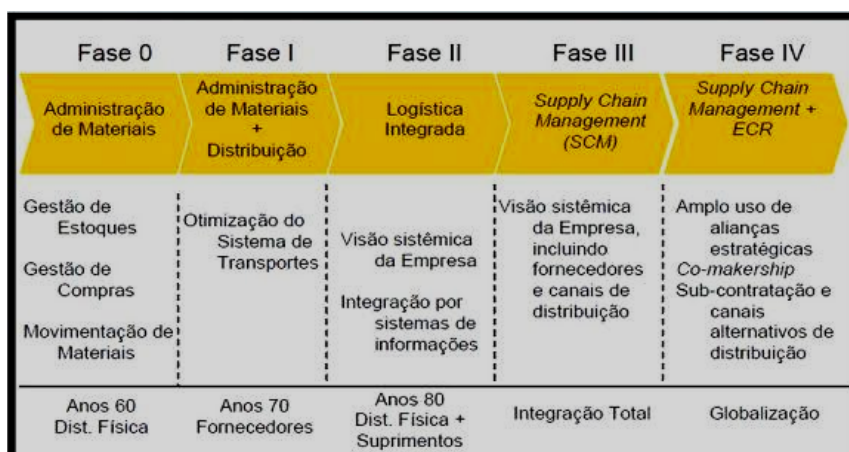 Fase 0
Fase I
Fase II
Fase III
Fase IV
Administração
de Materiais
Administração
de Materiais
+
Distribuição
Logística
Integrada
Supply Chain
Management
(SCM)
Supply Chain
Management +
ECR
Gestão de
Estoques
Gestão de
Compras
Movimentação de
Materiais
Otimização do
Sistema de
Transportes
Visão sistêmica
da Empresa
Integração por
sistemas de
informações
Visão sistêmica
da Empresa,
incluindo
fornecedores
e canais de
distribuição
Amplo uso de
alianças
estratégicas
Co-makership
Sub-contratação e
canais
alternativos de
distribuição
Anos 60
Dist. Física
Anos 70
Fornecedores
Anos 80
Dist. Física +
Suprimentos
Integração Total
Globalização